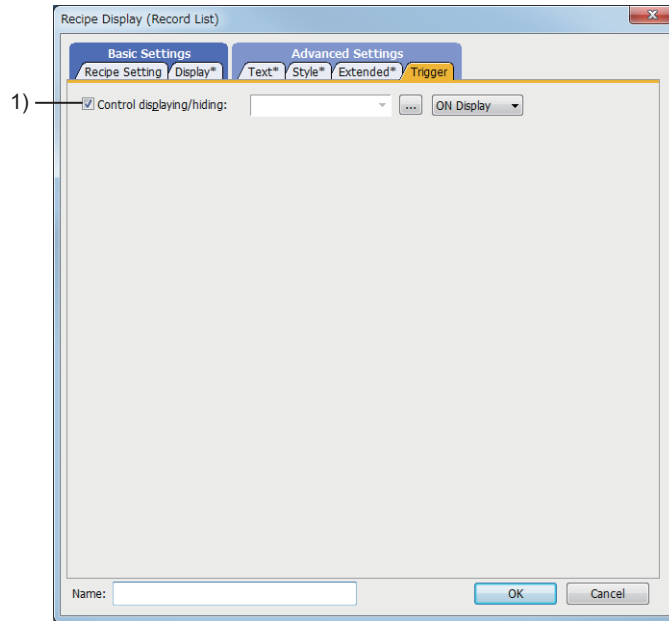 Recipe Display (Record List)
x
Basic Settings Advanced Settings
Recipe Setting Display* Text* Style* Extended* Trigger
1) Control displaying/hiding: ... ON Display
Name: OK Cancel